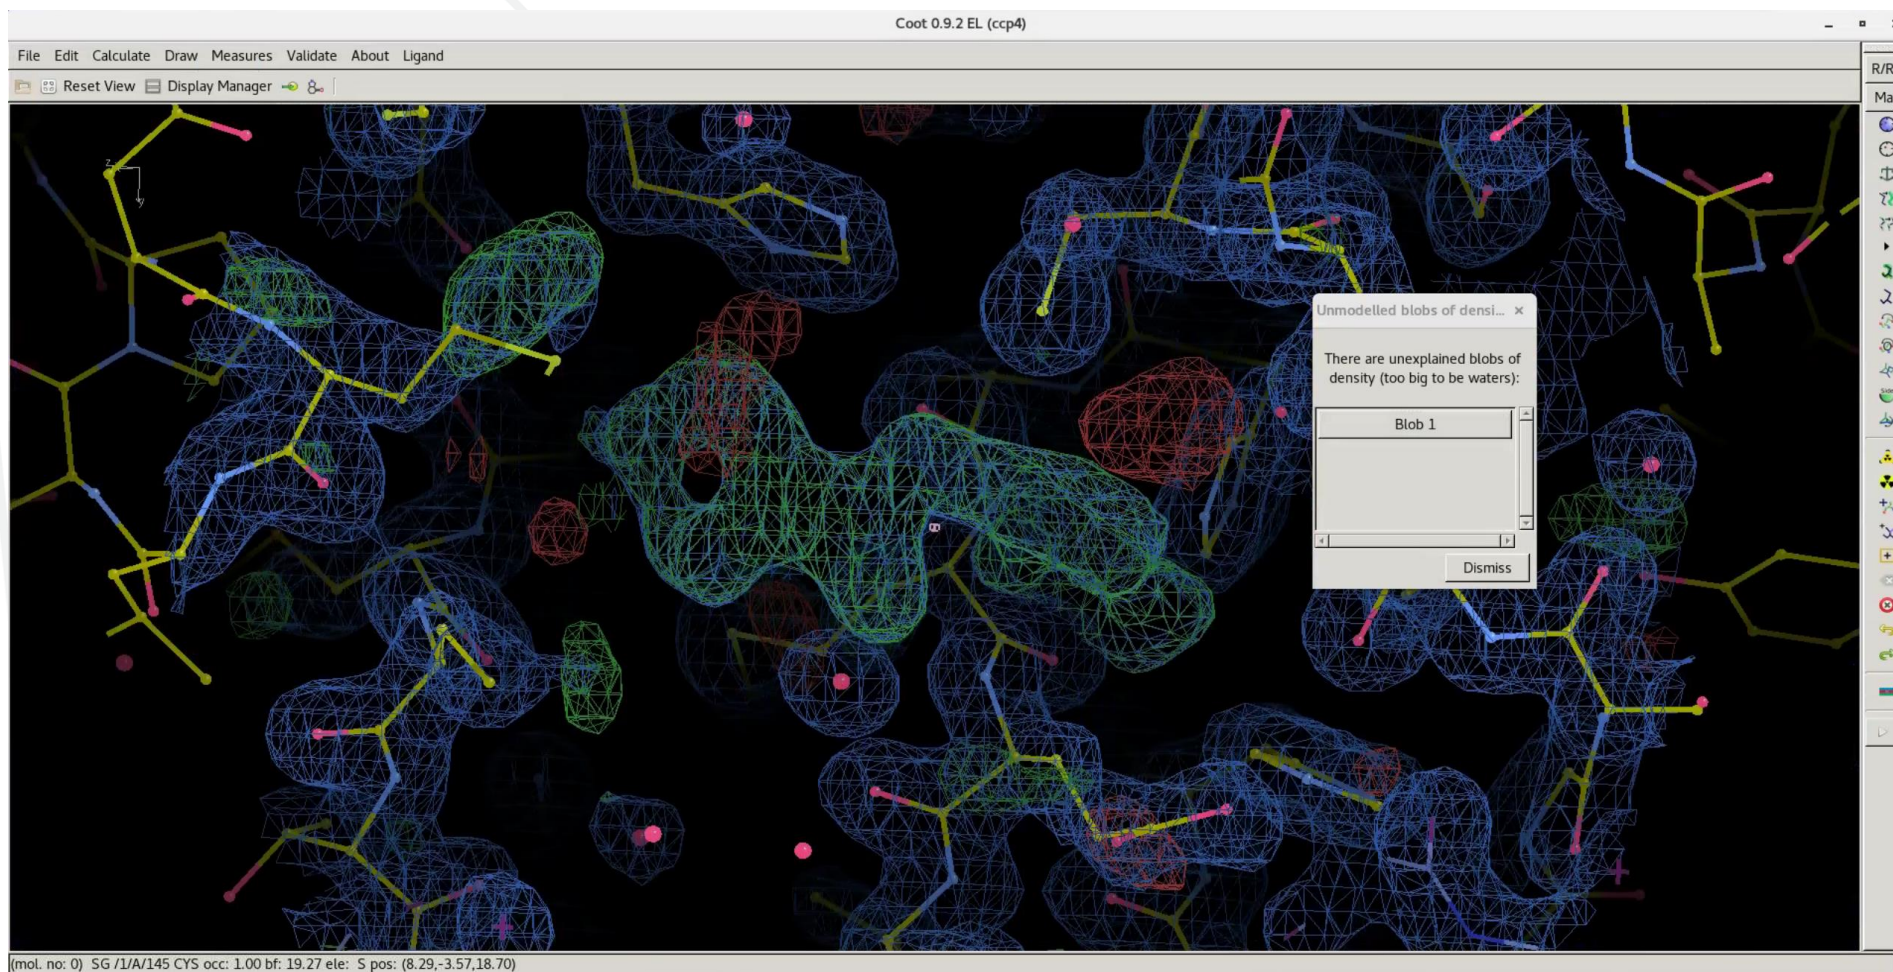 Coot 0.9.2 EL (ccp4)
File Edit Calculate Draw Measures Validate About Ligand
Reset View Display Manager
R/R
Ma
z
y
Unmodelled blobs of densi...
There are unexplained blobs of
density (too big to be waters):
Blob 1
Dismiss
(mol. no: 0) SG /1/A/145 CYS occ: 1.00 bf: 19.27 ele: S pos: (8.29,-3.57,18.70)